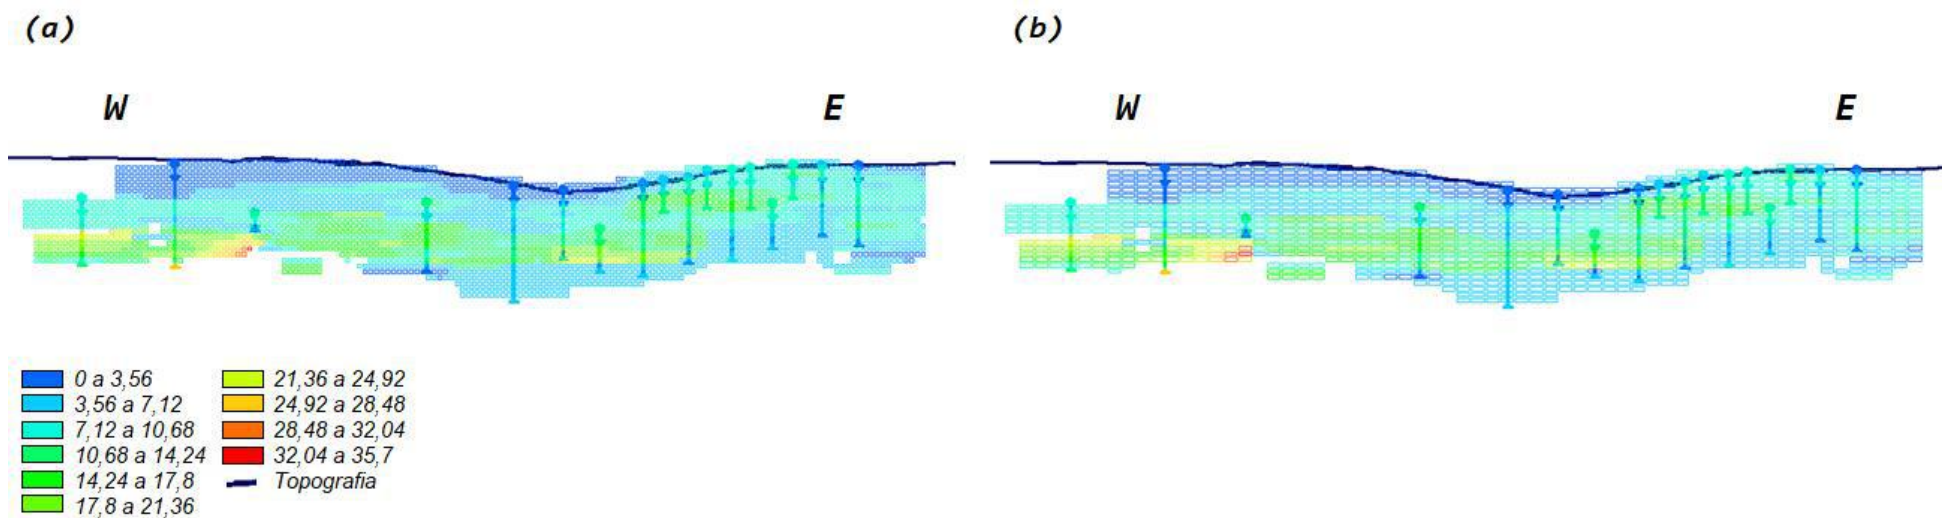 (a)
(b)
W
E
W
E
0 a 3,56
3,56 a 7,12
7,12 a 10,68
10,68 a 14,24
14,24 a 17,8
17,8 a 21,36
21,36 a 24,92
24,92 a 28,48
28,48 a 32,04
32,04 a 35,7
Topografia